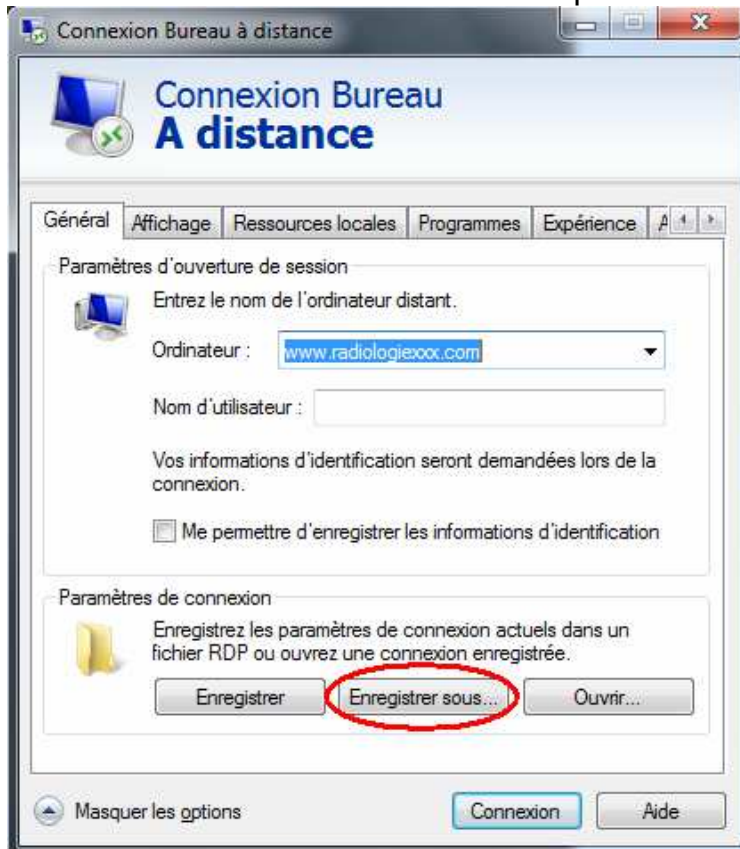 Connexion Bureau à distance
Connexion Bureau
A distance
Général Affichage Ressources locales Programmes Expérience A
Paramètres d'ouverture de session
Entrez le nom de l'ordinateur distant.
Ordinateur : www.radiologiexxx.com
Nom d'utilisateur :
Vos informations d'identification seront demandées lors de la
connexion.
Me permettre d'enregistrer les informations d'identification
Paramètres de connexion
Enregistrez les paramètres de connexion actuels dans un
fichier RDP ou ouvrez une connexion enregistrée.
Enregistrer Enregistrer sous... Ouvrir...
Masquer les options Connexion Aide